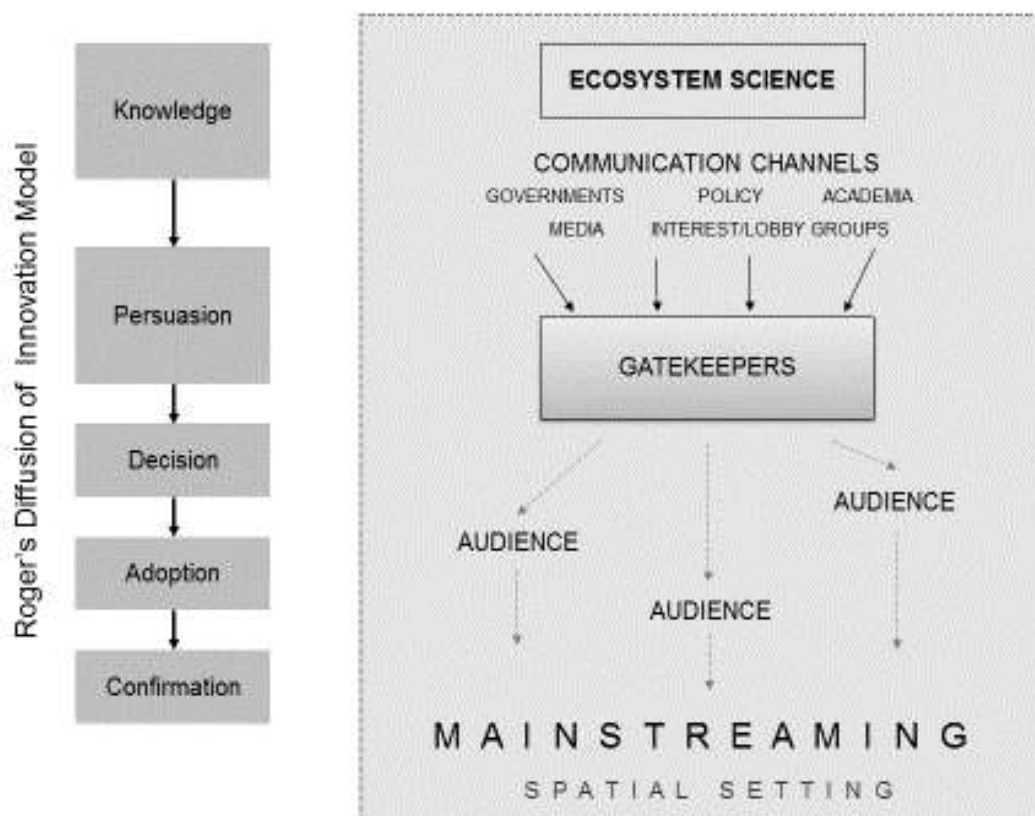 Roger's Diffusion of Innovation Model
Knowledge
Persuasion
Decision
Adoption
Confirmation
ECOSYSTEM SCIENCE
COMMUNICATION CHANNELS
GOVERNMENTS POLICY ACADEMIA
MEDIA INTEREST/LOBBY GROUPS
GATEKEEPERS
AUDIENCE
AUDIENCE
AUDIENCE
MAINSTREAMING
SPATIAL SETTING